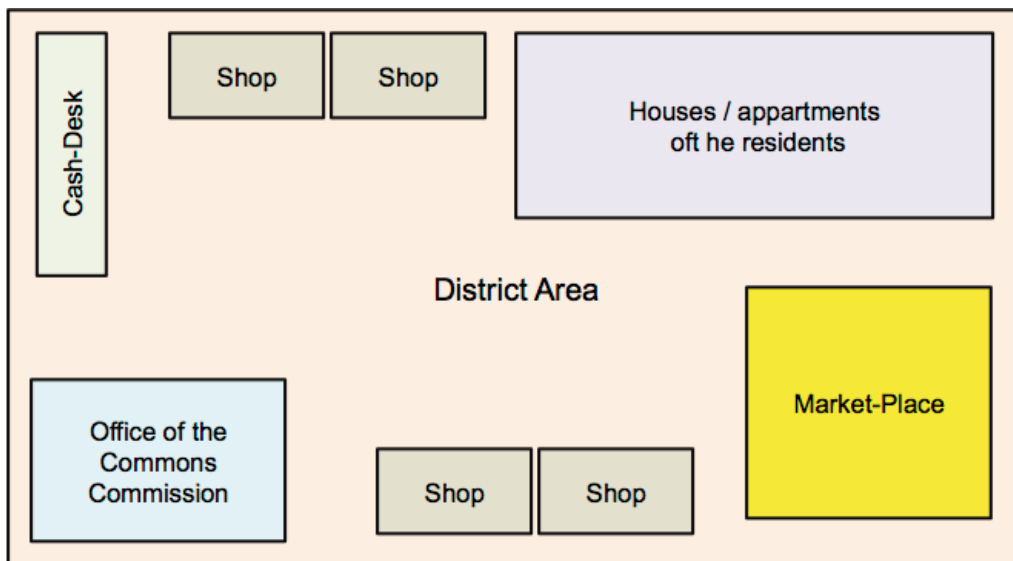 Cash-Desk
Shop
Shop
Houses / appartments
oft he residents
District Area
Market-Place
Office of the
Commons
Commission
Shop
Shop